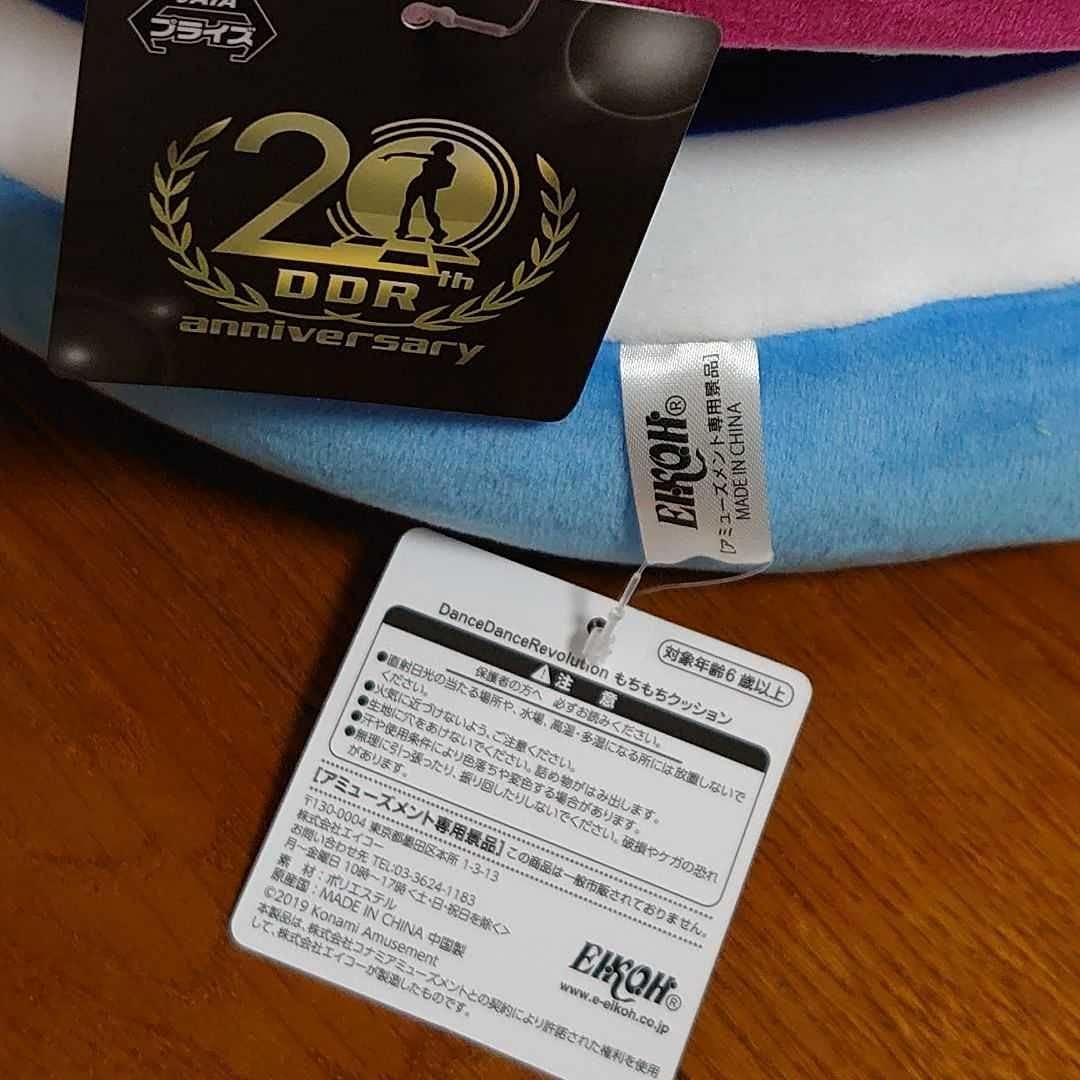 JAIA
プライズ
20th
DDR
anniversary
EIKOH®
[アミューズメント専用景品]
MADE IN CHINA
DanceDanceRevolution もちもちクッション
対象年齢6歳以上
注 意
保護者の方へ 必ずお読みください。
●直射日光の当たる場所や、水場、高温・多湿になる所には放置しないで
ください。
●火気に近づけないよう、ご注意ください。
●生地に穴をあけないでください。詰め物がはみ出します。
●汗や使用条件により色落ちや変色する場合があります。
●無理に引っ張ったり、振り回したりしないでください。破損やケガの恐れ
があります。
[アミューズメント専用景品] この商品は一般市販されておりません。
〒130-0004 東京都墨田区本所 1-3-13
株式会社エイコー
お問い合わせ先 TEL:03-3624-1183
月〜金曜日 10時〜17時<土・日・祝日を除く>
素 材：ポリエステル
原産国：MADE IN CHINA 中国製
©2019 Konami Amusement
本製品は、株式会社コナミアミューズメントとの契約により許諾された権利を使用
して、株式会社エイコーが製造したものです。
EIKOH®
www.e-eikoh.co.jp